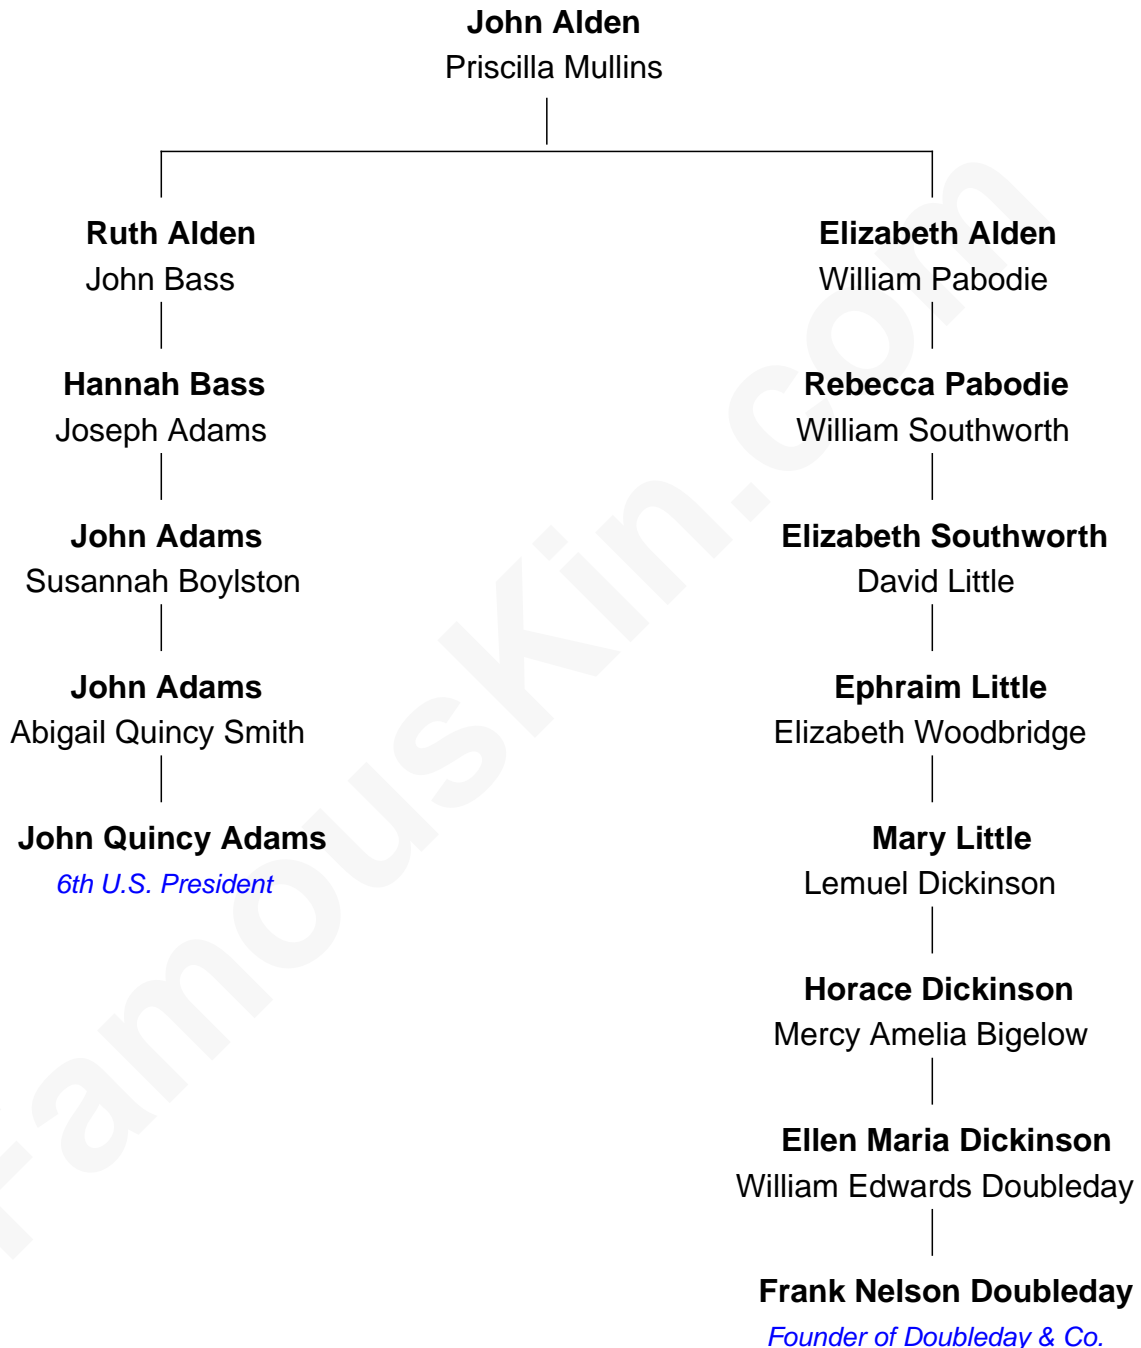 John Alden
Priscilla Mullins
Ruth Alden
John Bass
Hannah Bass
Joseph Adams
John Adams
Susannah Boylston
John Adams
Abigail Quincy Smith
John Quincy Adams
6th U.S. President
Elizabeth Alden
William Pabodie
Rebecca Pabodie
William Southworth
Elizabeth Southworth
David Little
Ephraim Little
Elizabeth Woodbridge
Mary Little
Lemuel Dickinson
Horace Dickinson
Mercy Amelia Bigelow
Ellen Maria Dickinson
William Edwards Doubleday
Frank Nelson Doubleday
Founder of Doubleday & Co.
FamousKin.com